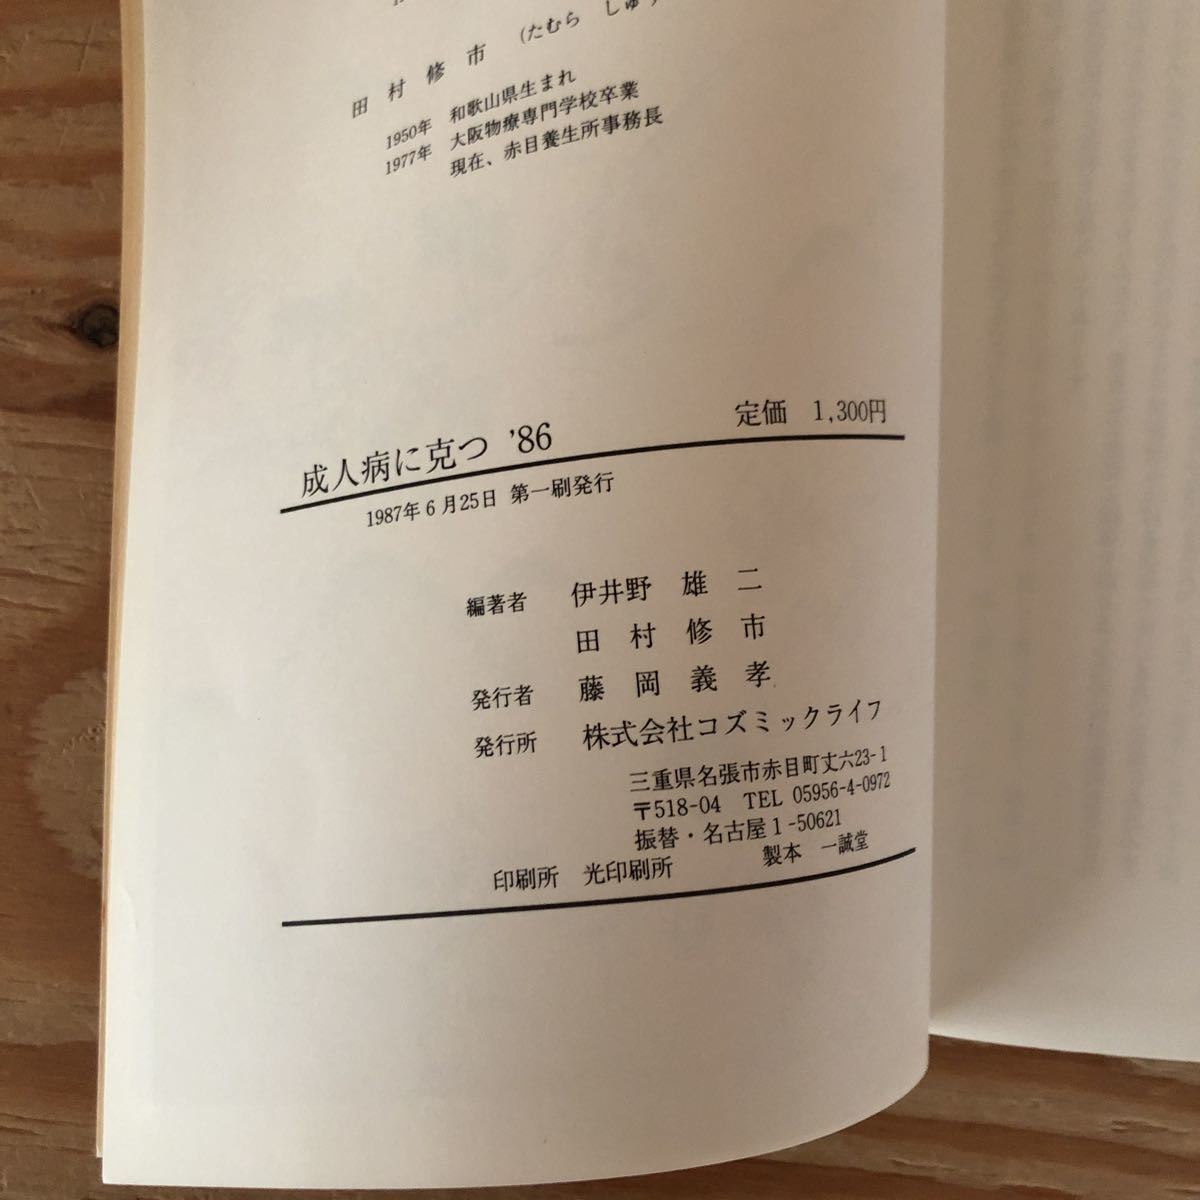 田村修市 (たむら しゅう
1950年 和歌山県生まれ
1977年 大阪物療専門学校卒業
現在、赤目養生所事務長
成人病に克つ '86 定価 1,300円
1987年6月25日 第一刷発行
編著者 伊井野 雄二
田村修市
発行者 藤岡義孝
発行所 株式会社コズミックライフ
三重県名張市赤目町丈六23-1
〒518-04 TEL 05956-4-0972
振替・名古屋1-50621
印刷所 光印刷所 製本 一誠堂